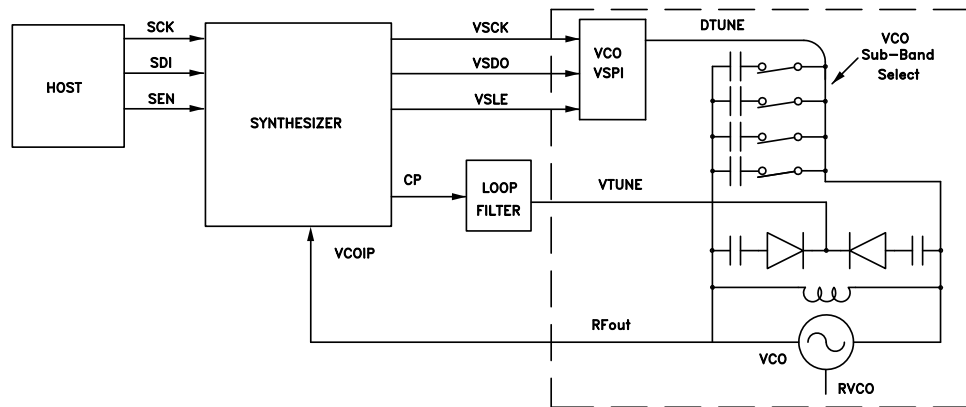 HOST
SCK
SDI
SEN
SYNTHESIZER
VSCK
VSDO
VSLE
VCO
VSPI
DTUNE
VCO
Sub-Band
Select
CP
LOOP
FILTER
VTUNE
VCOIP
RFout
VCO
RVCO